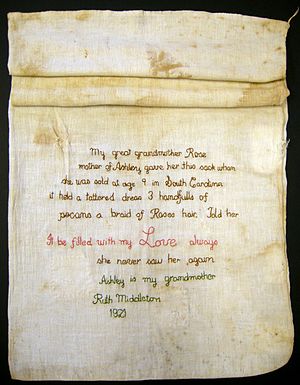 My great grandmother Rose
mother of Ashley gave her this sack when
she was sold at age 9 in South Carolina
it held a tattered dress 3 handfulls of
pecans a braid of Roses hair. Told her
It be filled with my Love always
she never saw her again
Ashley is my grandmother
Ruth Middleton
1921